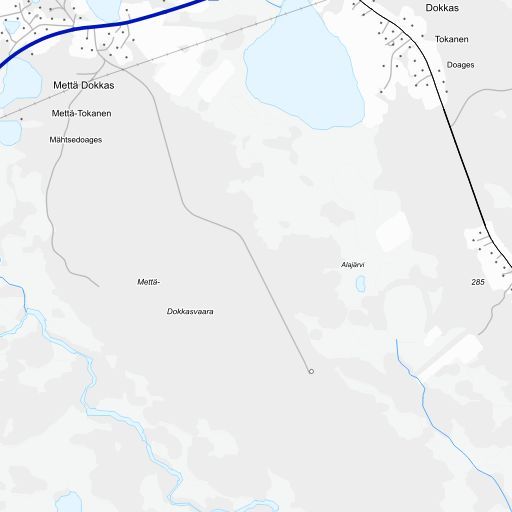 Dokkas
Tokanen
Doages
Mettä Dokkas
Mettä-Tokanen
Mähtsedoages
Alajärvi
Mettä-
285
Dokkasvaara